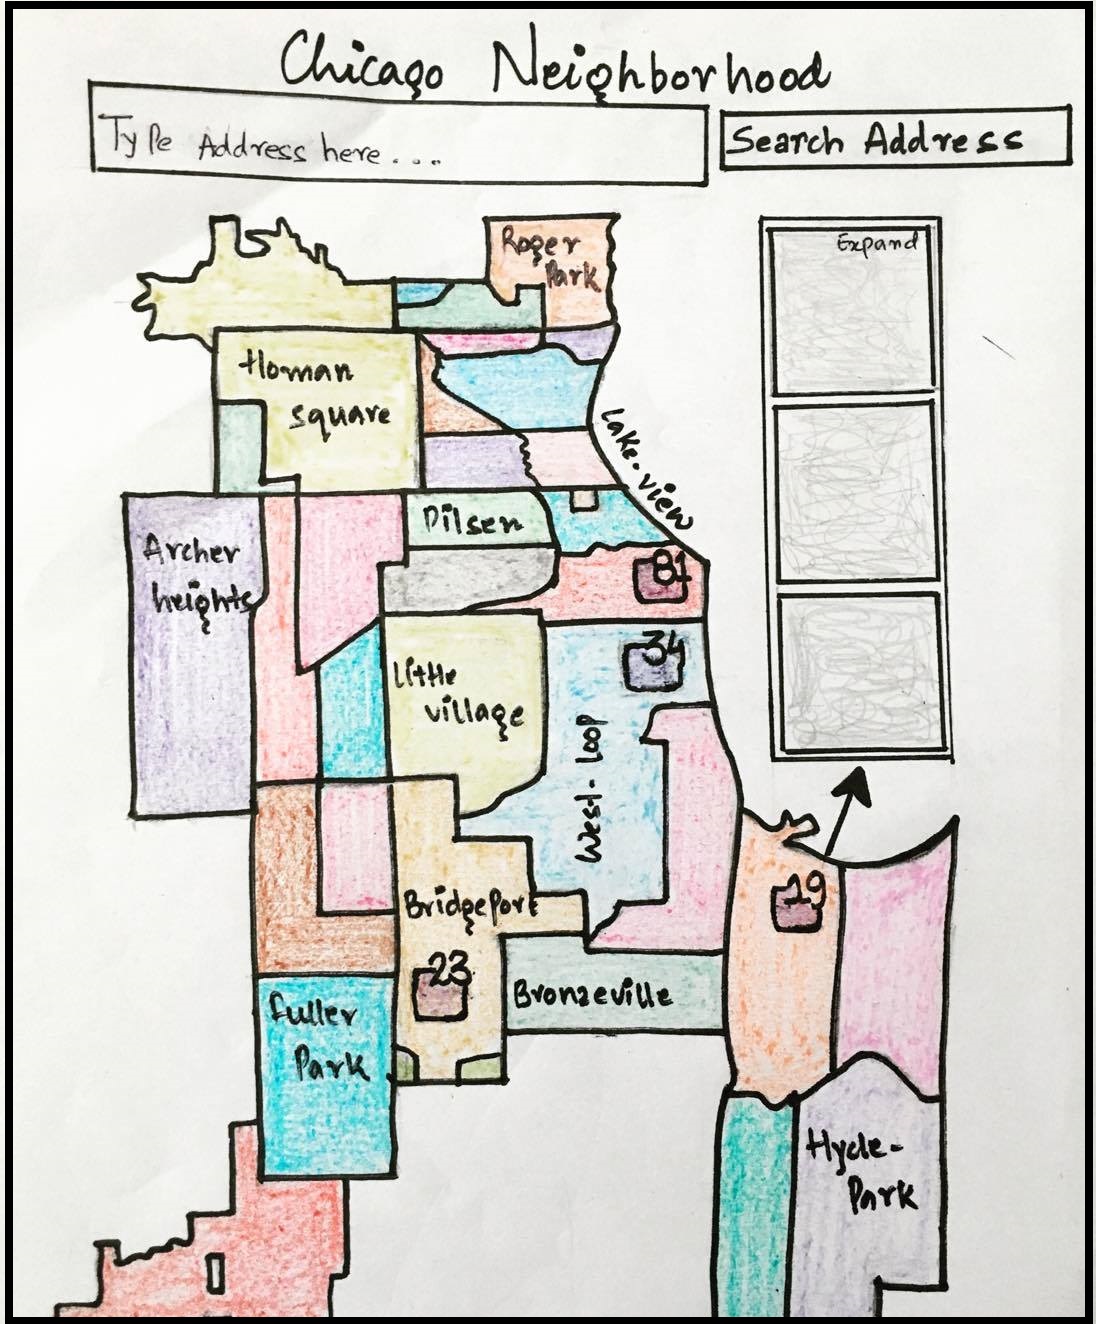 Chicago Neighborhood
Type Address here ....
Search Address
Roger
Park
Expand
Homan
square
Lake-view
Pilsen
Archer
heights
81
34
Little
village
West-loop
19
Bridgeport
23
Bronzeville
Fuller
Park
Hyde-
Park